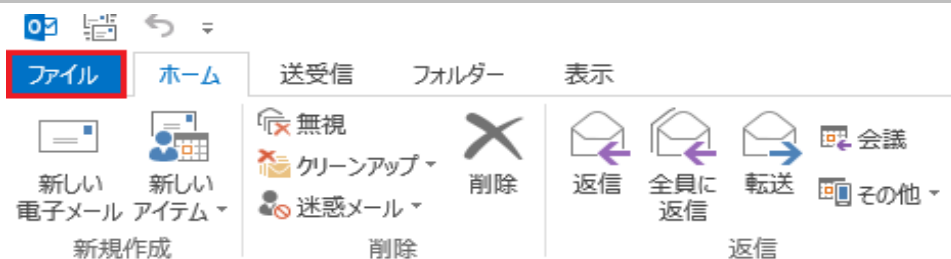 ファイル ホーム 送受信 フォルダー 表示
新しい
電子メール
新しい
アイテム
新規作成
無視
クリーンアップ
迷惑メール
削除
削除
返信
全員に
返信
転送
会議
その他
返信